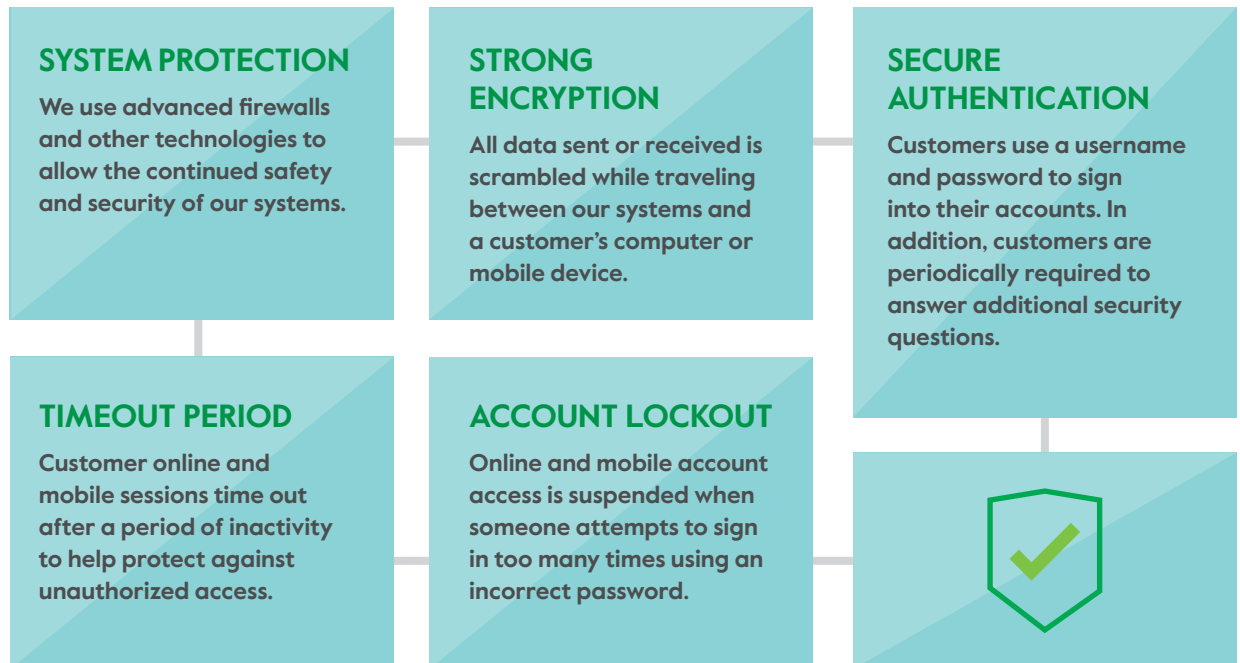 SYSTEM PROTECTION
We use advanced firewalls
and other technologies to
allow the continued safety
and security of our systems.
STRONG
ENCRYPTION
All data sent or received is
scrambled while traveling
between our systems and
a customer’s computer or
mobile device.
SECURE
AUTHENTICATION
Customers use a username
and password to sign
into their accounts. In
addition, customers are
periodically required to
answer additional security
questions.
TIMEOUT PERIOD
Customer online and
mobile sessions time out
after a period of inactivity
to help protect against
unauthorized access.
ACCOUNT LOCKOUT
Online and mobile account
access is suspended when
someone attempts to sign
in too many times using an
incorrect password.